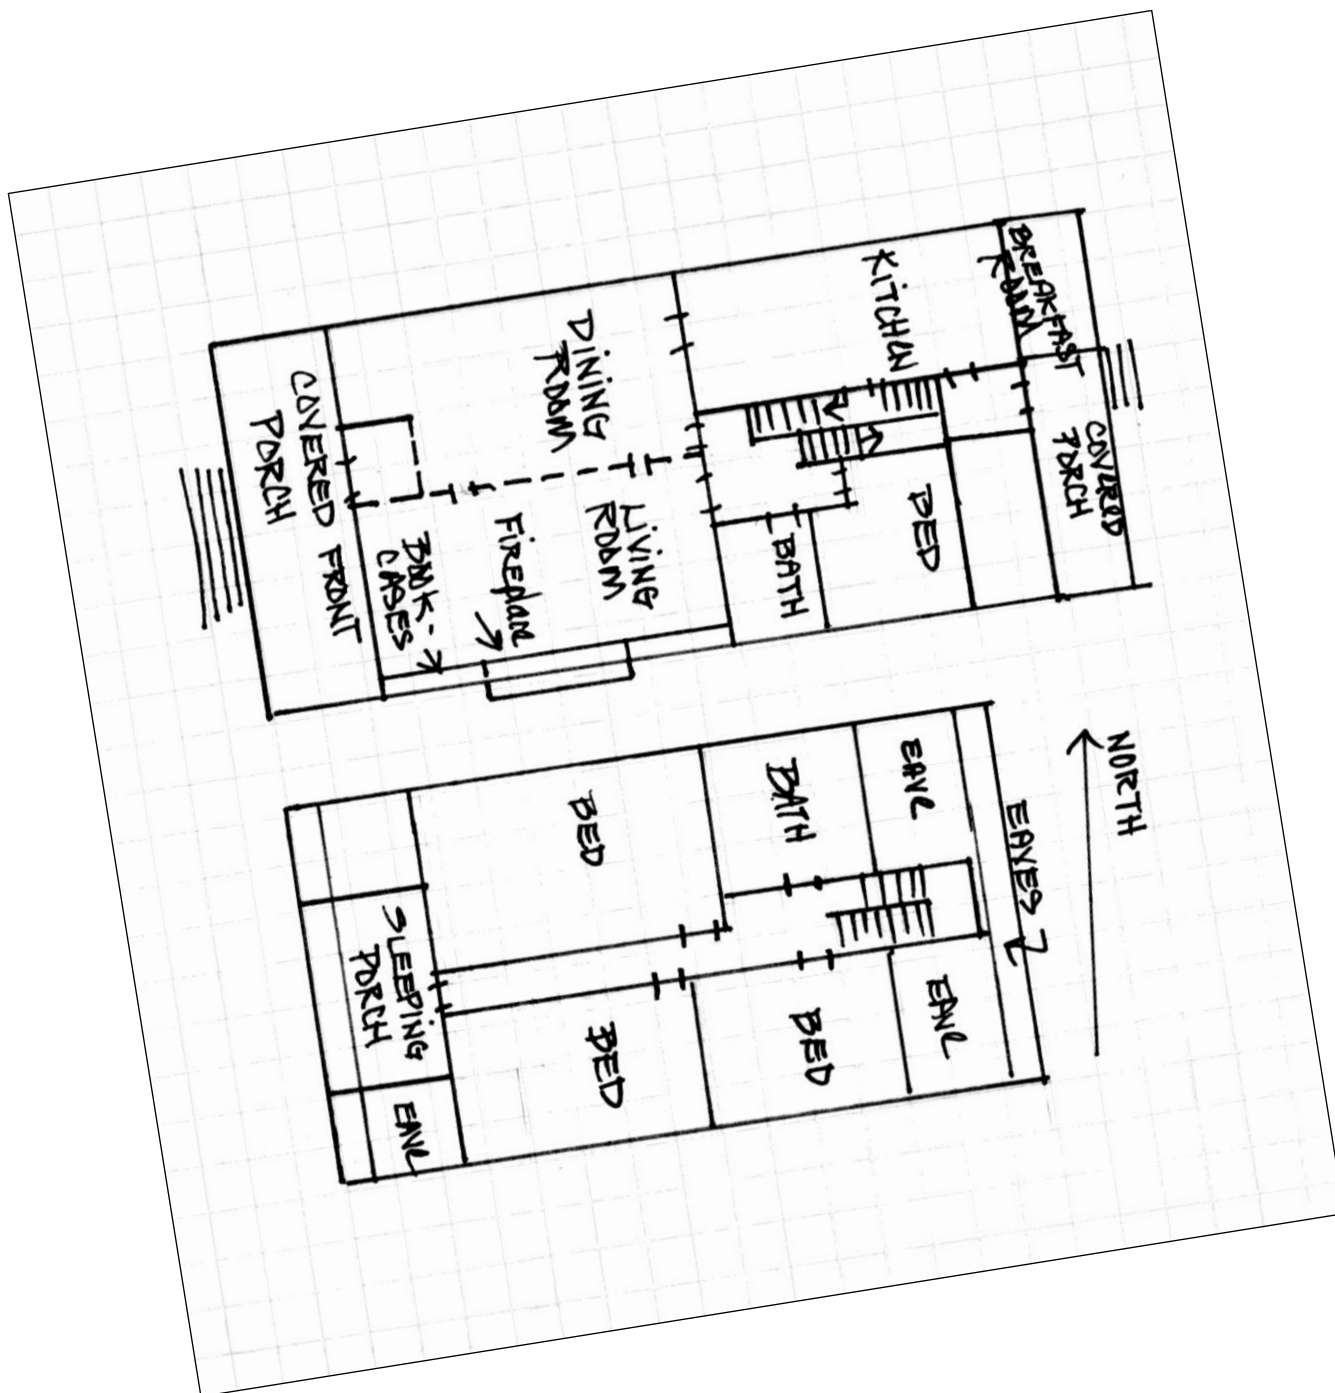 COVERED FRONT
PORCH
DINING
ROOM
KITCHEN
BREAKFAST
ROOM
COVERED
PORCH
BOOK-
CASES
LIVING
ROOM
BATH
BED
NORTH
BED
BATH
EAVE
EAVES
SLEEPING
PORCH
EAVE
BED
BED
EAVE